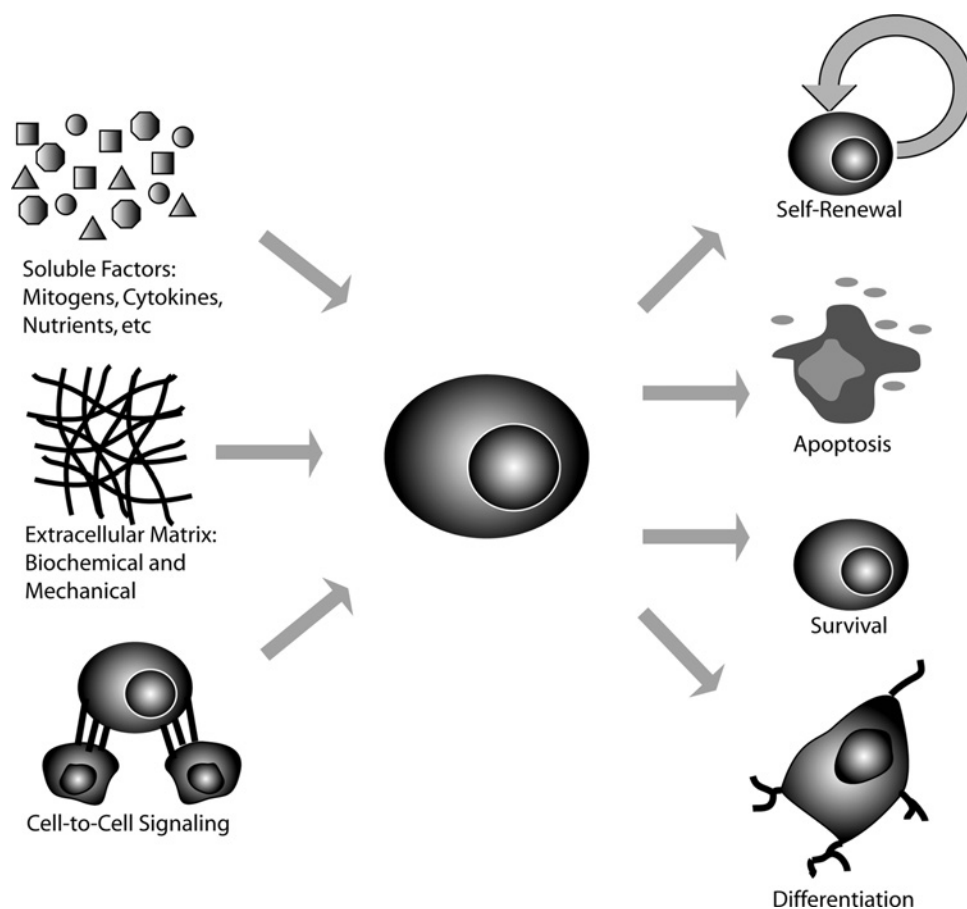 Soluble Factors:
Mitogens, Cytokines,
Nutrients, etc
Extracellular Matrix:
Biochemical and
Mechanical
Cell-to-Cell Signaling
Self-Renewal
Apoptosis
Survival
Differentiation